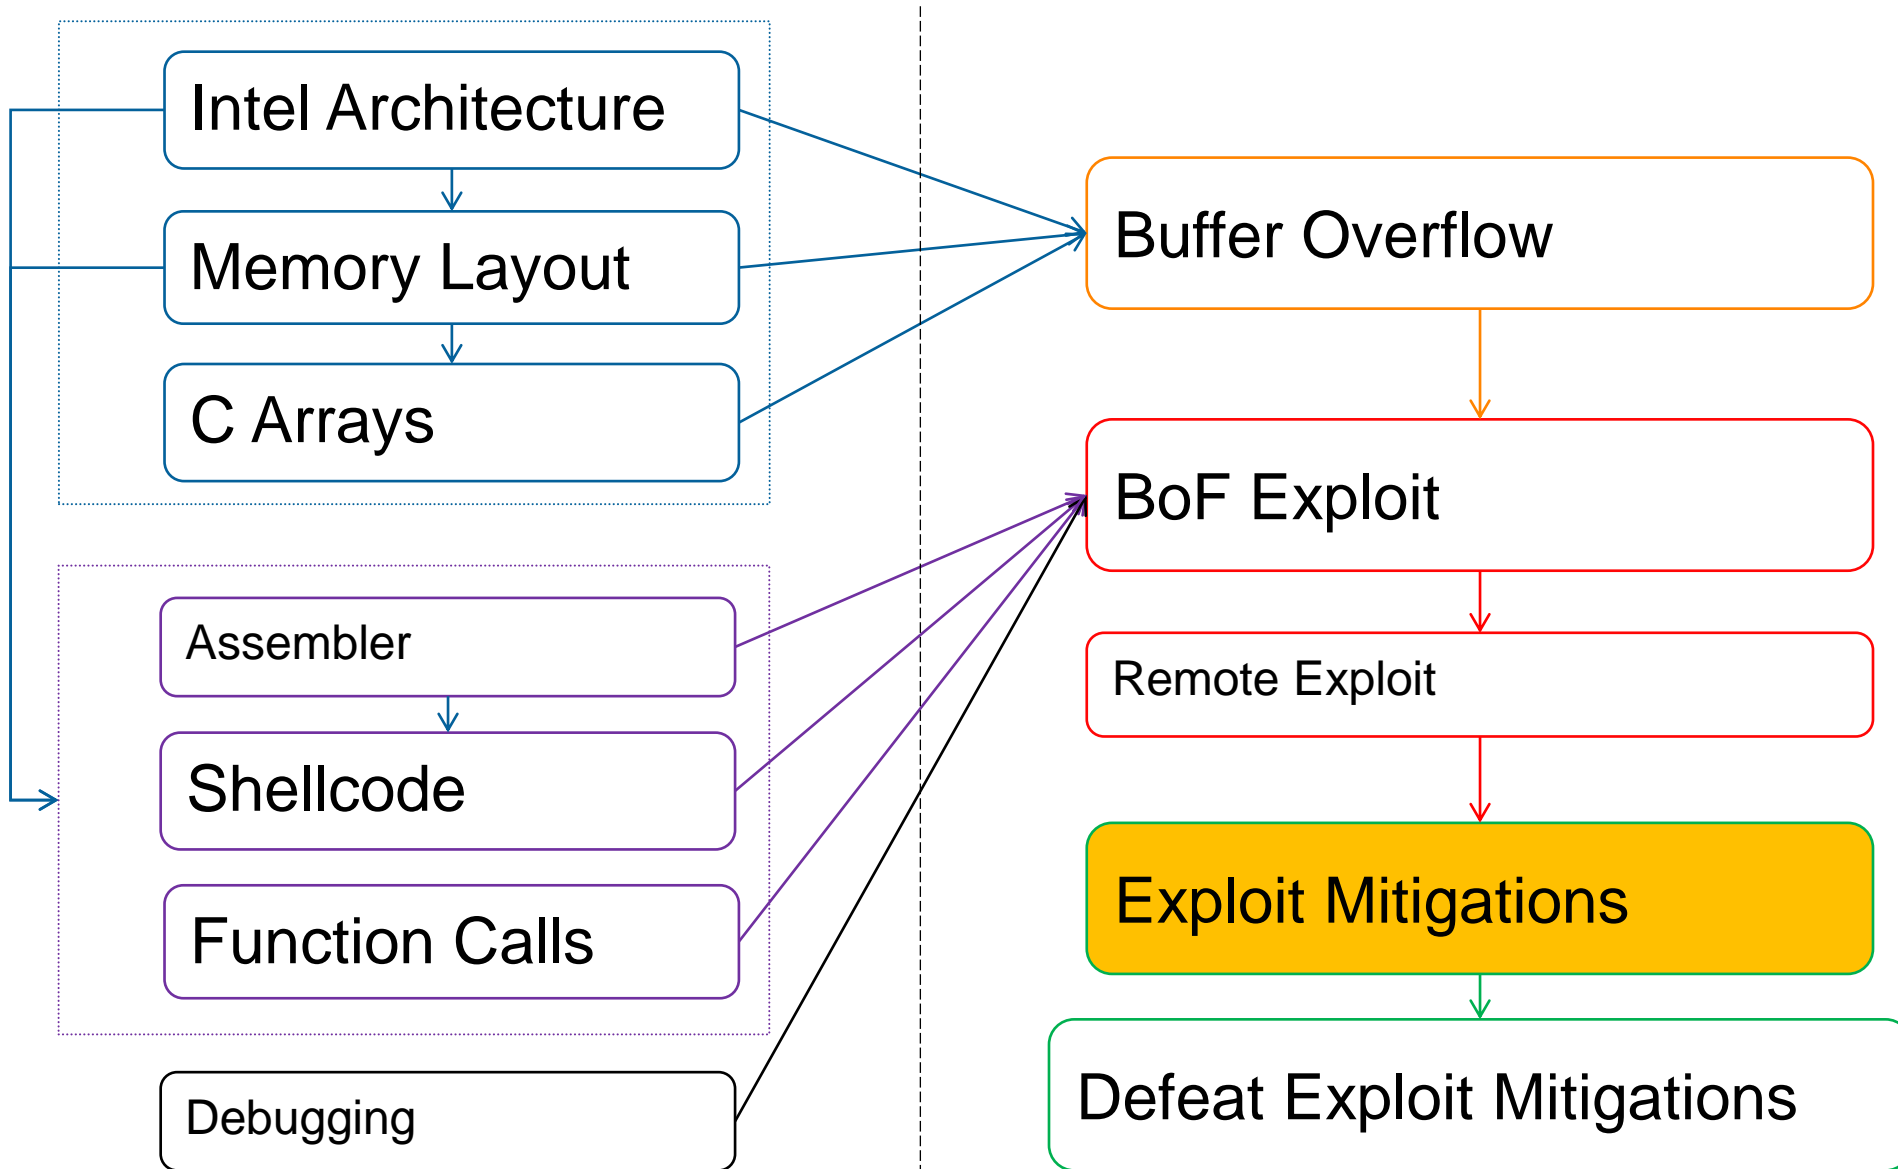 Intel Architecture
Memory Layout
C Arrays
Assembler
Shellcode
Function Calls
Debugging
Buffer Overflow
BoF Exploit
Remote Exploit
Exploit Mitigations
Defeat Exploit Mitigations